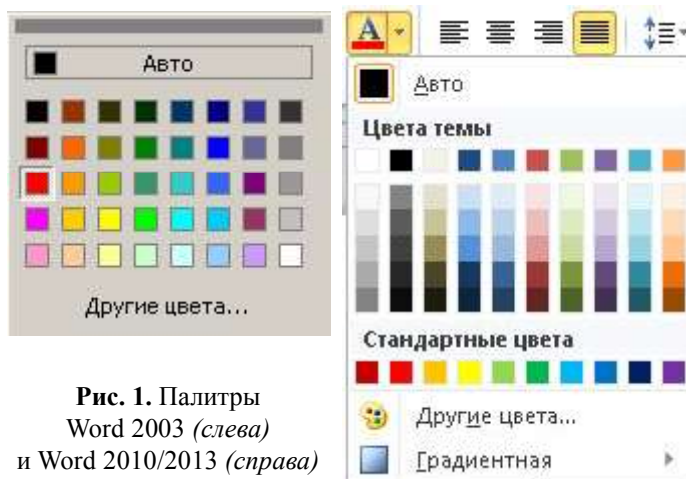 Авто
Другие цвета...
Рис. 1. Палитры
Word 2003 (слева)
и Word 2010/2013 (справа)
А
Авто
Цвета темы
Стандартные цвета
Другие цвета...
Градиентная